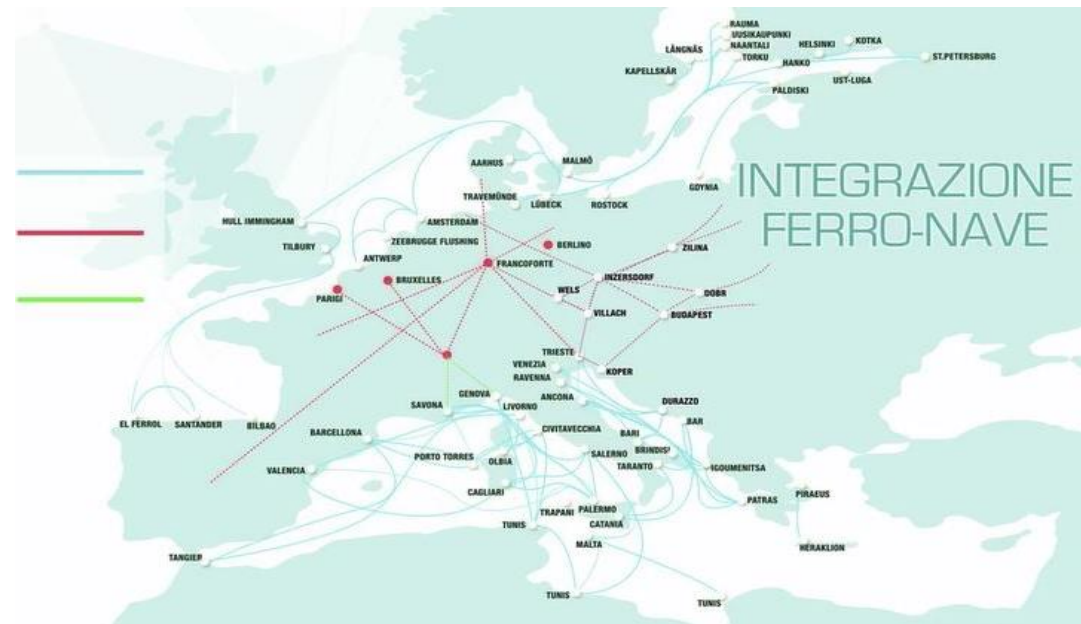 RAUMA
UUSIKAUPUNKI
NAANTALI
TORKU
LÅNGNÄS
KAPELLSKÄR
HELSINKI
KOTKA
HANKO
ST.PETERSBURG
UST-LUGA
PALDISKI
AARHUS
MALMÖ
TRAVEMÜNDE
LÜBECK
ROSTOCK
GDYNIA
INTEGRAZIONE
FERRO-NAVE
HULL IMMINGHAM
AMSTERDAM
TILBURY
ZEEBRUGGE FLUSHING
BERLINO
ZILINA
ANTWERP
FRANCOFORTE
BRUXELLES
INZERSDORF
PARIGI
WELS
DOBR
VILLACH
BUDAPEST
TRIESTE
VENEZIA
KOPER
RAVENNA
GENOVA
ANCONA
SAVONA
LIVORNO
DURAZZO
EL FERROL
SANTANDER
BILBAO
BAR
BARCELLONA
CIVITAVECCHIA
BARI
PORTO TORRES
OLBIA
SALERNO
BRINDISI
VALENCIA
TARANTO
IGOUMENITSA
CAGLIARI
PIRAEUS
PATRAS
TRAPANI
PALERMO
TUNIS
CATANIA
MALTA
HERAKLION
TANGIER
TUNIS
TUNIS